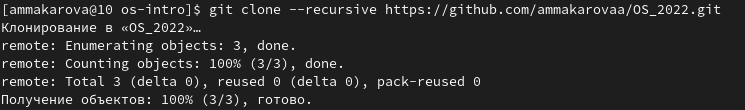 [ammakarova@10 os-intro]$ git clone --recursive https://github.com/ammakarovaa/OS_2022.git
Клонирование в «OS_2022»…
remote: Enumerating objects: 3, done.
remote: Counting objects: 100% (3/3), done.
remote: Total 3 (delta 0), reused 0 (delta 0), pack-reused 0
Получение объектов: 100% (3/3), готово.